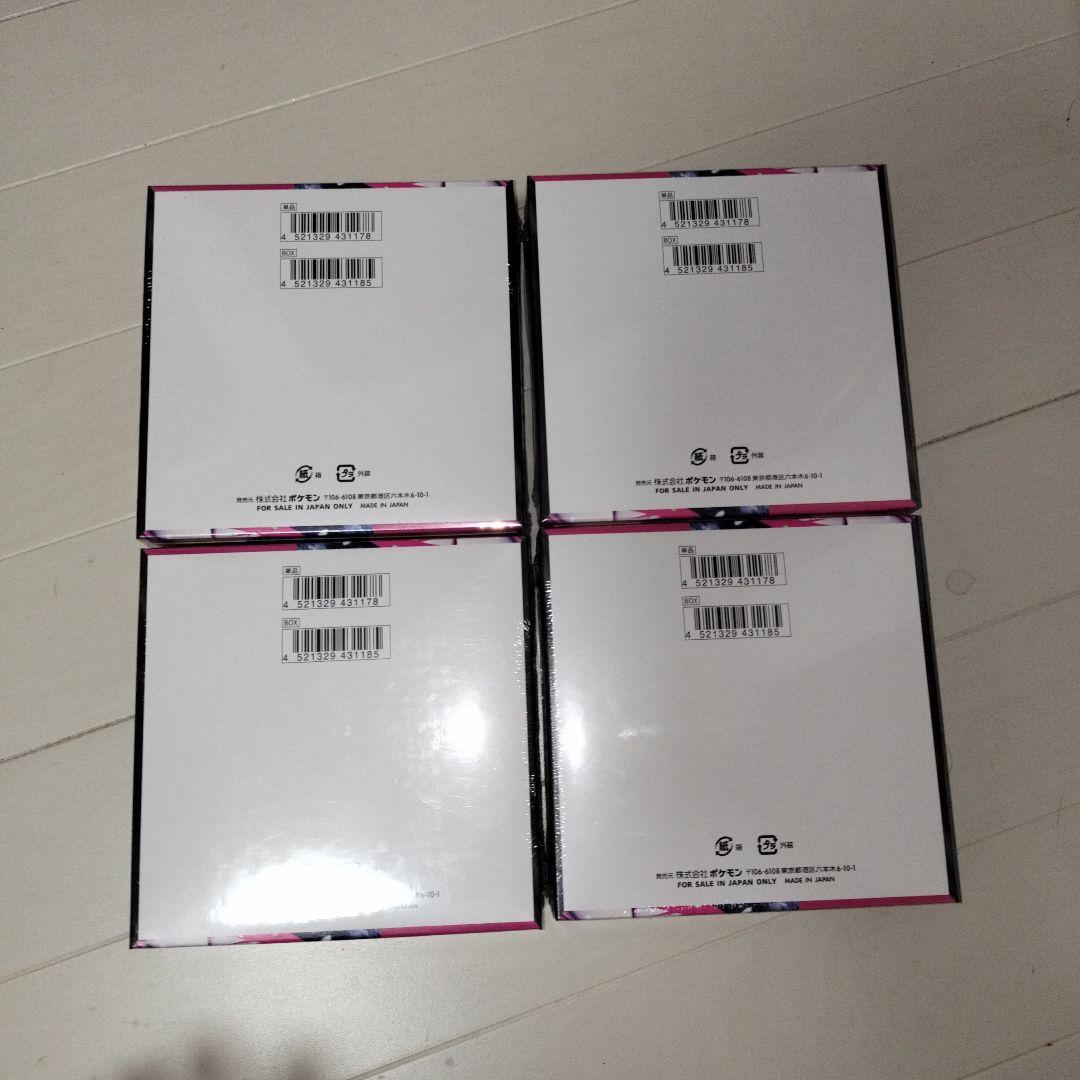 単品
4 521329 431178
BOX
4 521329 431185
紙 箱 プラ 外装
発売元 株式会社ポケモン 〒106-6108 東京都港区六本木6-10-1
FOR SALE IN JAPAN ONLY MADE IN JAPAN
単品
4 521329 431178
BOX
4 521329 431185
紙 箱 プラ 外装
発売元 株式会社ポケモン 〒106-6108 東京都港区六本木6-10-1
FOR SALE IN JAPAN ONLY MADE IN JAPAN
単品
4 521329 431178
BOX
4 521329 431185
-10-1
JAPAN
単品
4 521329 431178
BOX
4 521329 431185
紙 箱 プラ 外装
発売元 株式会社ポケモン 〒106-6108 東京都港区六本木6-10-1
FOR SALE IN JAPAN ONLY MADE IN JAPAN